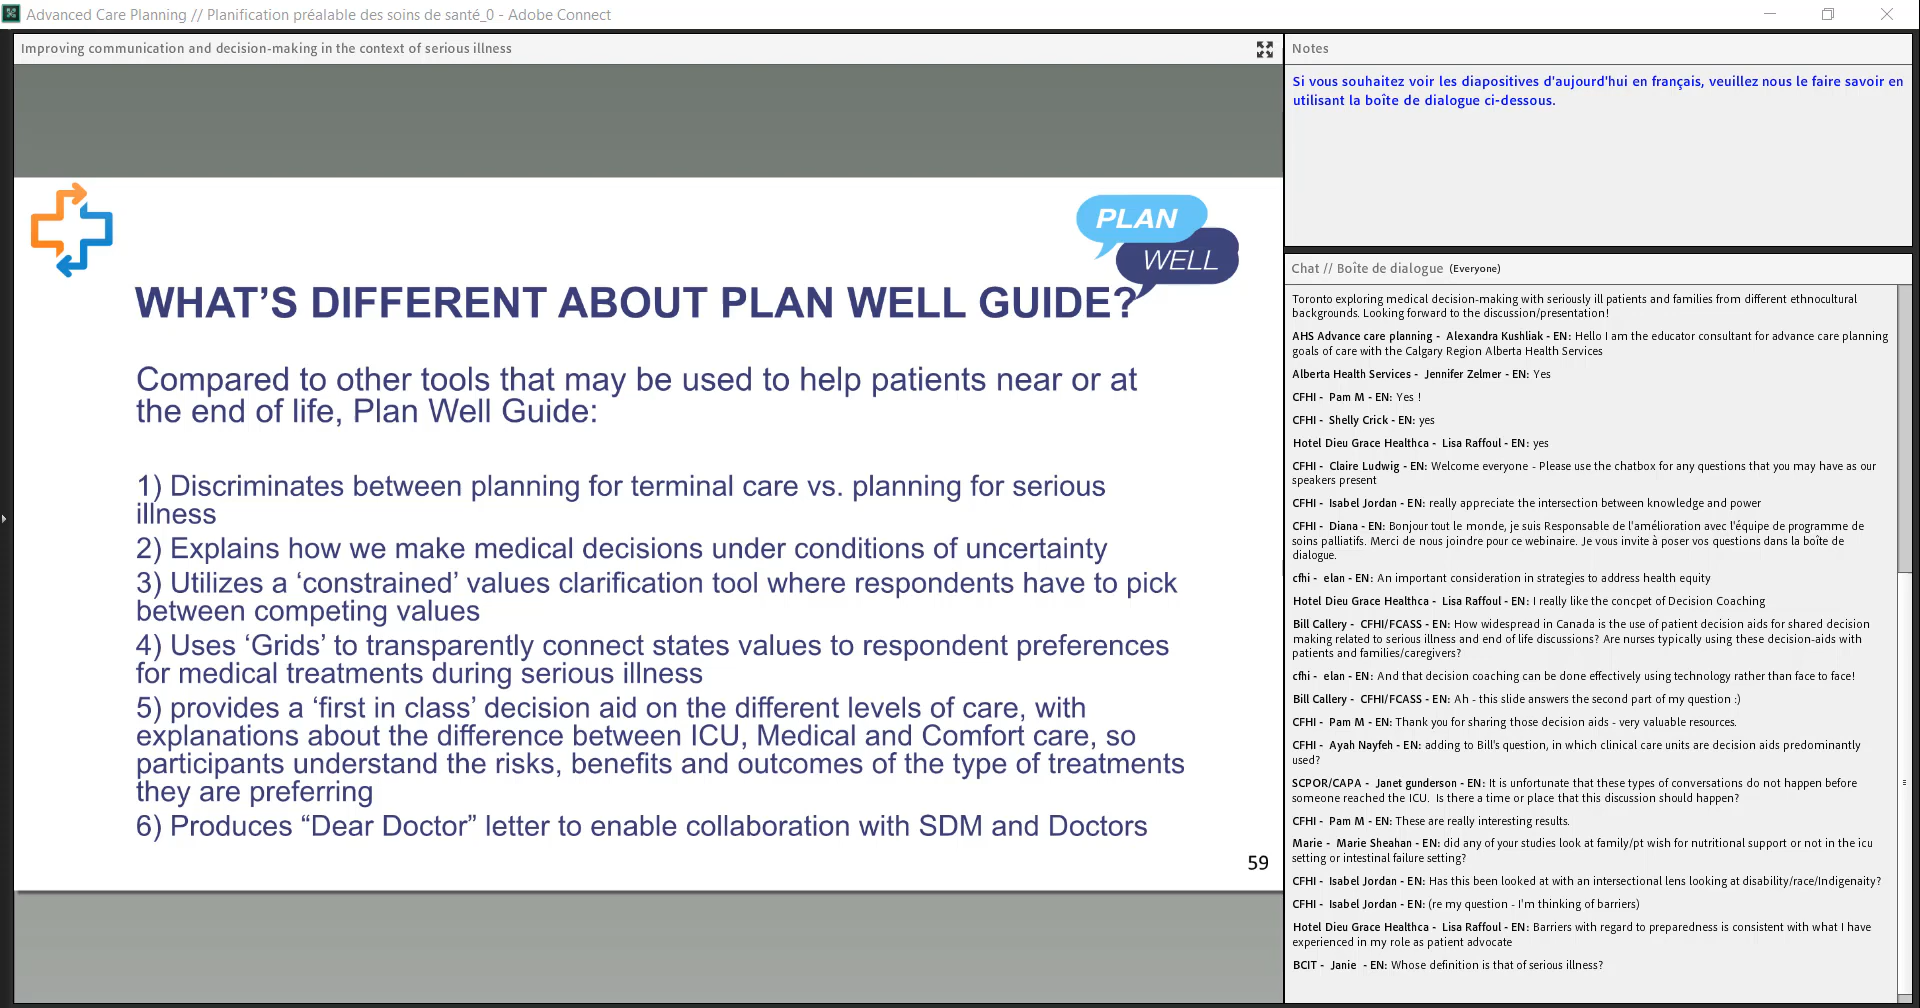 Advanced Care Planning // Planification préalable des soins de santé_0 - Adobe Connect
Improving communication and decision-making in the context of serious illness
PLAN
WELL
WHAT'S DIFFERENT ABOUT PLAN WELL GUIDE?
Compared to other tools that may be used to help patients near or at
the end of life, Plan Well Guide:
1) Discriminates between planning for terminal care vs. planning for serious
illness
2) Explains how we make medical decisions under conditions of uncertainty
3) Utilizes a ‘constrained’ values clarification tool where respondents have to pick
between competing values
4) Uses ‘Grids’ to transparently connect states values to respondent preferences
for medical treatments during serious illness
5) provides a ‘first in class’ decision aid on the different levels of care, with
explanations about the difference between ICU, Medical and Comfort care, so
participants understand the risks, benefits and outcomes of the type of treatments
they are preferring
6) Produces “Dear Doctor” letter to enable collaboration with SDM and Doctors
59
Notes
Si vous souhaitez voir les diapositives d'aujourd'hui en français, veuillez nous le faire savoir en
utilisant la boîte de dialogue ci-dessous.
Chat // Boîte de dialogue (Everyone)
Toronto exploring medical decision-making with seriously ill patients and families from different ethnocultural
backgrounds. Looking forward to the discussion/presentation!
AHS Advance care planning - Alexandra Kushliak - EN: Hello I am the educator consultant for advance care planning
goals of care with the Calgary Region Alberta Health Services
Alberta Health Services - Jennifer Zelmer - EN: Yes
CFHI - Pam M - EN: Yes !
CFHI - Shelly Crick - EN: yes
Hotel Dieu Grace Healthca - Lisa Raffoul - EN: yes
CFHI - Claire Ludwig - EN: Welcome everyone - Please use the chatbox for any questions that you may have as our
speakers present
CFHI - Isabel Jordan - EN: really appreciate the intersection between knowledge and power
CFHI - Diana - EN: Bonjour tout le monde, je suis Responsable de l'amélioration avec l'équipe de programme de
soins palliatifs. Merci de nous joindre pour ce webinaire. Je vous invite à poser vos questions dans la boîte de
dialogue.
cfhi - elan - EN: An important consideration in strategies to address health equity
Hotel Dieu Grace Healthca - Lisa Raffoul - EN: I really like the concpet of Decision Coaching
Bill Callery - CFHI/FCASS - EN: How widespread in Canada is the use of patient decision aids for shared decision
making related to serious illness and end of life discussions? Are nurses typically using these decision-aids with
patients and families/caregivers?
cfhi - elan - EN: And that decision coaching can be done effectively using technology rather than face to face!
Bill Callery - CFHI/FCASS - EN: Ah - this slide answers the second part of my question :)
CFHI - Pam M - EN: Thank you for sharing those decision aids - very valuable resources.
CFHI - Ayah Nayfeh - EN: adding to Bill's question, in which clinical care units are decision aids predominantly
used?
SCPOR/CAPA - Janet gunderson - EN: It is unfortunate that these types of conversations do not happen before
someone reached the ICU. Is there a time or place that this discussion should happen?
CFHI - Pam M - EN: These are really interesting results.
Marie - Marie Sheahan - EN: did any of your studies look at family/pt wish for nutritional support or not in the icu
setting or intestinal failure setting?
CFHI - Isabel Jordan - EN: Has this been looked at with an intersectional lens looking at disability/race/Indigenaity?
CFHI - Isabel Jordan - EN: (re my question - I'm thinking of barriers)
Hotel Dieu Grace Healthca - Lisa Raffoul - EN: Barriers with regard to preparedness is consistent with what I have
experienced in my role as patient advocate
BCIT - Janie - EN: Whose definition is that of serious illness?